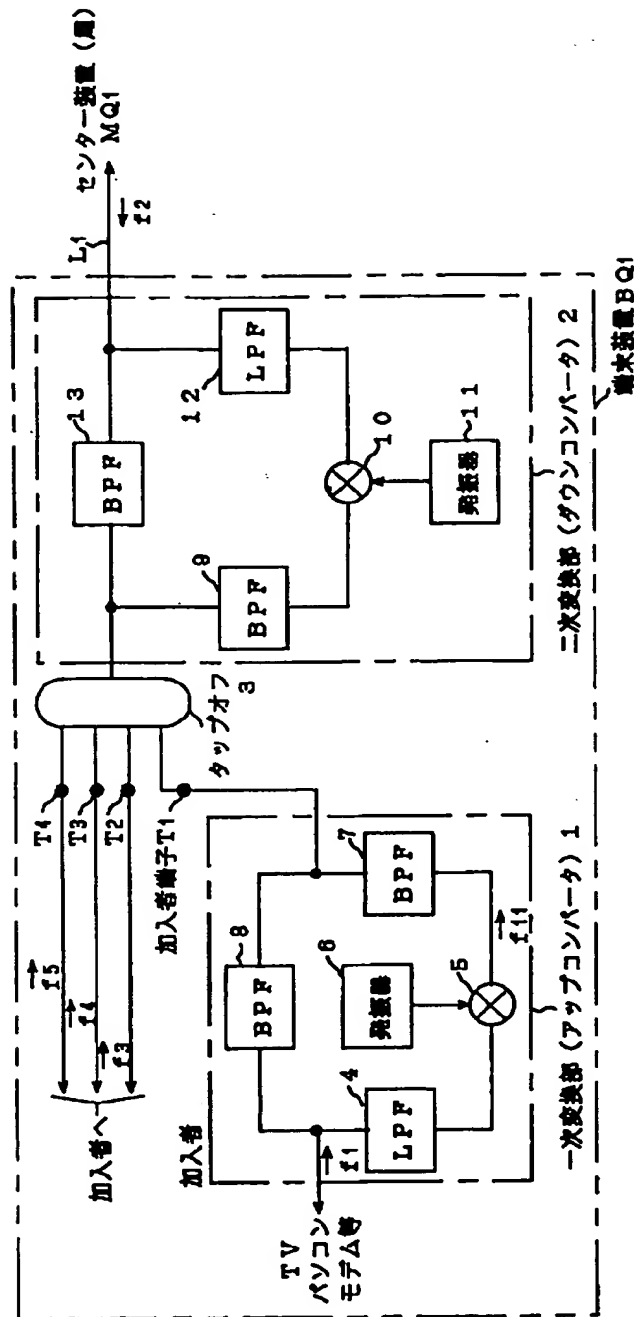 端末装置BQ1
センター装置(局)
MQ1
L1
f2
二次変換部(ダウンコンバータ)2
13
BPF
12
LPF
10
11
発振器
9
BPF
タップオフ
3
T4
T3
T2
加入者端子T1
f5
f4
f3
加入者へ
加入者
一次変換部(アップコンバータ)1
8
BPF
7
BPF
6
発振器
5
f11
4
LPF
f1
TV
パソコン
モデム等